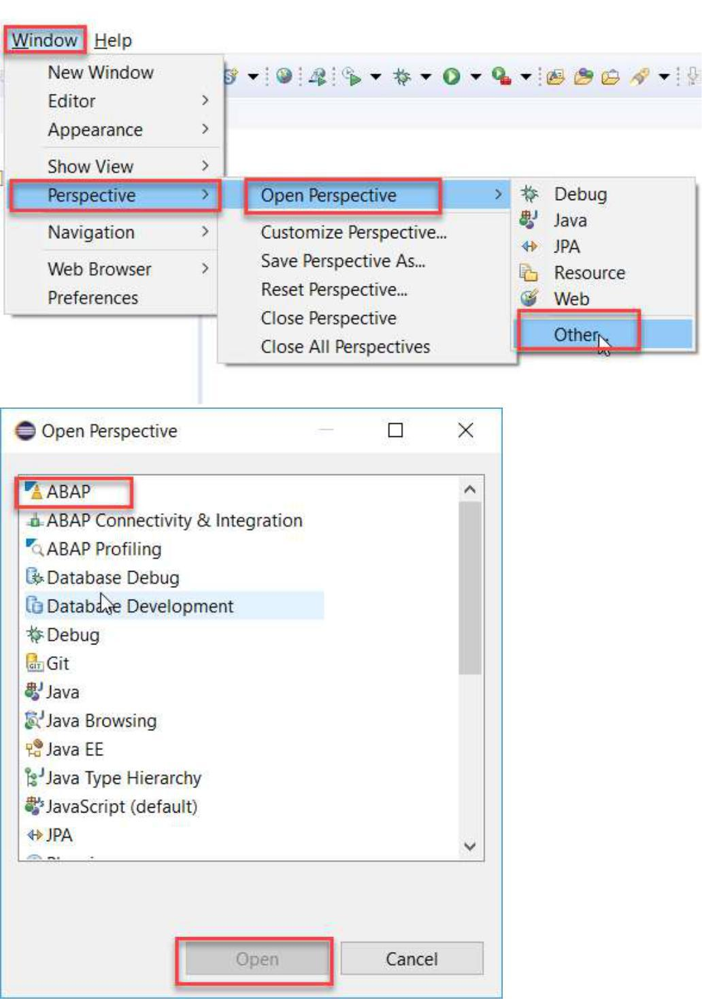 Window Help
New Window
Editor
Appearance
Show View
Perspective
Navigation
Web Browser
Preferences
Open Perspective
Customize Perspective...
Save Perspective As...
Reset Perspective...
Close Perspective
Close All Perspectives
Debug
Java
JPA
Resource
Web
Other...
Open Perspective
ABAP
ABAP Connectivity & Integration
ABAP Profiling
Database Debug
Database Development
Debug
GIT Git
Java
Java Browsing
Java EE
Java Type Hierarchy
JavaScript (default)
JPA
Open Cancel